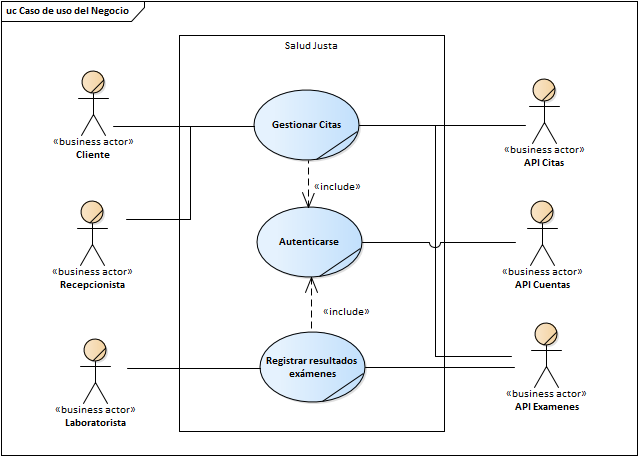 uc Caso de uso del Negocio
Salud Justa
«business actor»
Cliente
Gestionar Citas
«business actor»
API Citas
«include»
«business actor»
Recepcionista
Autenticarse
«business actor»
API Cuentas
«include»
«business actor»
Laboratorista
Registrar resultados
exámenes
«business actor»
API Examenes